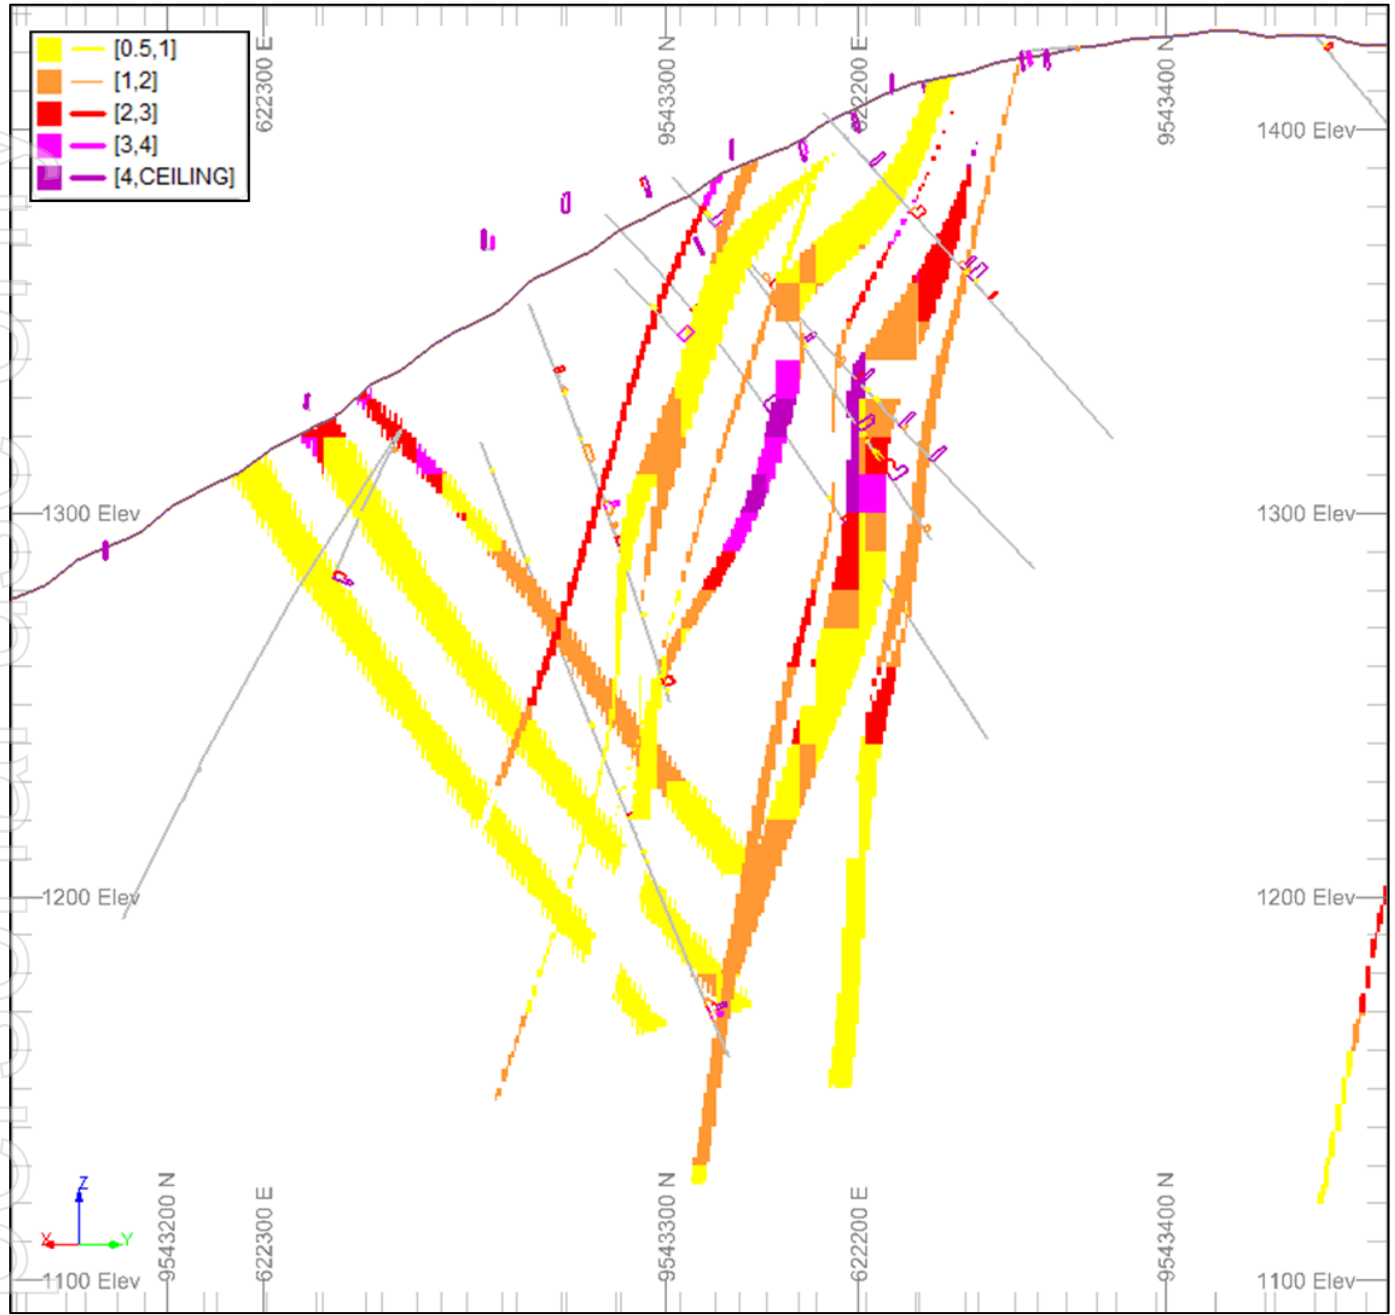 [0.5,1]
[1,2]
[2,3]
[3,4]
[4,CEILING]
622300 E
9543300 N
622200 E
9543400 N
1400 Elev
1300 Elev
1300 Elev
1200 Elev
1200 Elev
1100 Elev
1100 Elev
9543200 N
622300 E
9543300 N
622200 E
9543400 N
Z
X
Y